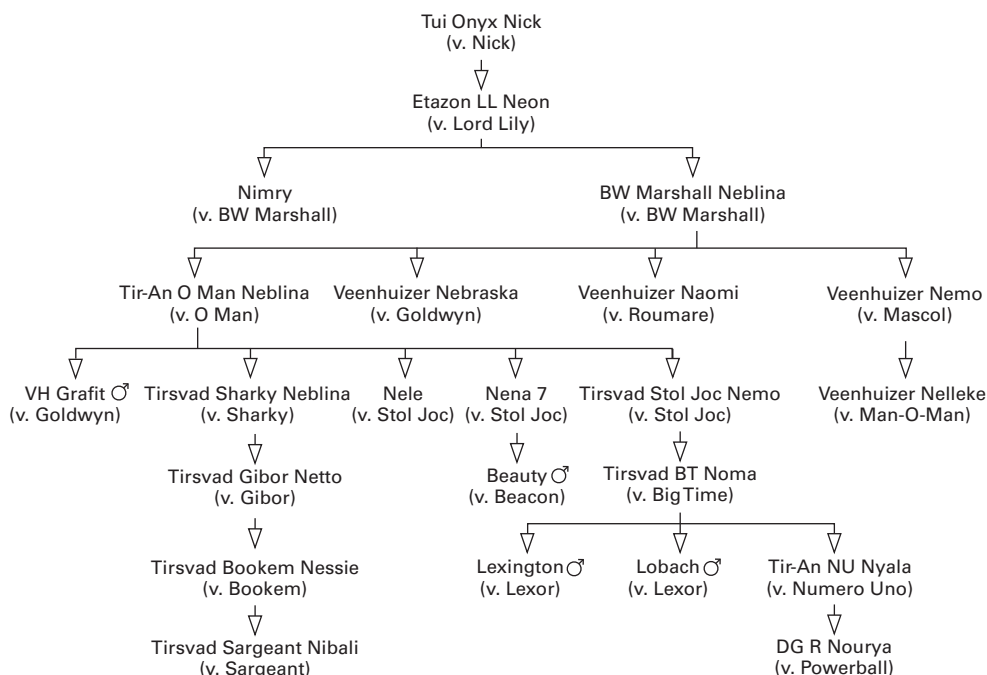 Tui Onyx Nick
(v. Nick)
Etazon LL Neon
(v. Lord Lily)
Nimry
(v. BW Marshall)
BW Marshall Neblina
(v. BW Marshall)
Tir-An O Man Neblina
(v. O Man)
Veenhuizer Nebraska
(v. Goldwyn)
Veenhuizer Naomi
(v. Roumare)
Veenhuizer Nemo
(v. Mascol)
VH Grafit ♂
(v. Goldwyn)
Tirsvad Sharky Neblina
(v. Sharky)
Nele
(v. Stol Joc)
Nena 7
(v. Stol Joc)
Tirsvad Stol Joc Nemo
(v. Stol Joc)
Veenhuizer Nelleke
(v. Man-O-Man)
Tirsvad Gibor Netto
(v. Gibor)
Beauty ♂
(v. Beacon)
Tirsvad BT Noma
(v. Big Time)
Tirsvad Bookem Nessie
(v. Bookem)
Lexington ♂
(v. Lexor)
Lobach ♂
(v. Lexor)
Tir-An NU Nyala
(v. Numero Uno)
Tirsvad Sargeant Nibali
(v. Sargeant)
DG R Nourya
(v. Powerball)